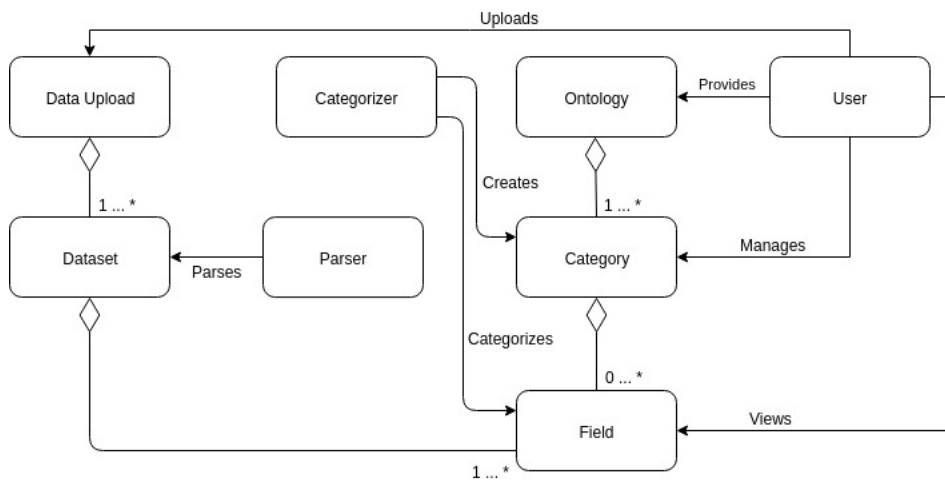 Uploads
Data Upload
Categorizer
Ontology
Provides
User
Creates
1 ... *
1 ... *
Dataset
Parses
Parser
Category
Manages
Categorizes
0 ... *
Field
Views
1 ... *